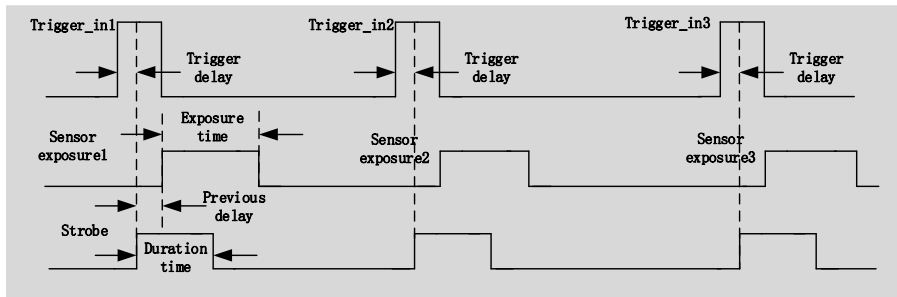 Trigger_in1
Trigger_in2
Trigger_in3
Trigger
delay
Trigger
delay
Trigger
delay
Sensor
exposure1
Exposure
time
Sensor
exposure2
Sensor
exposure3
Previous
delay
Strobe
Duration
time